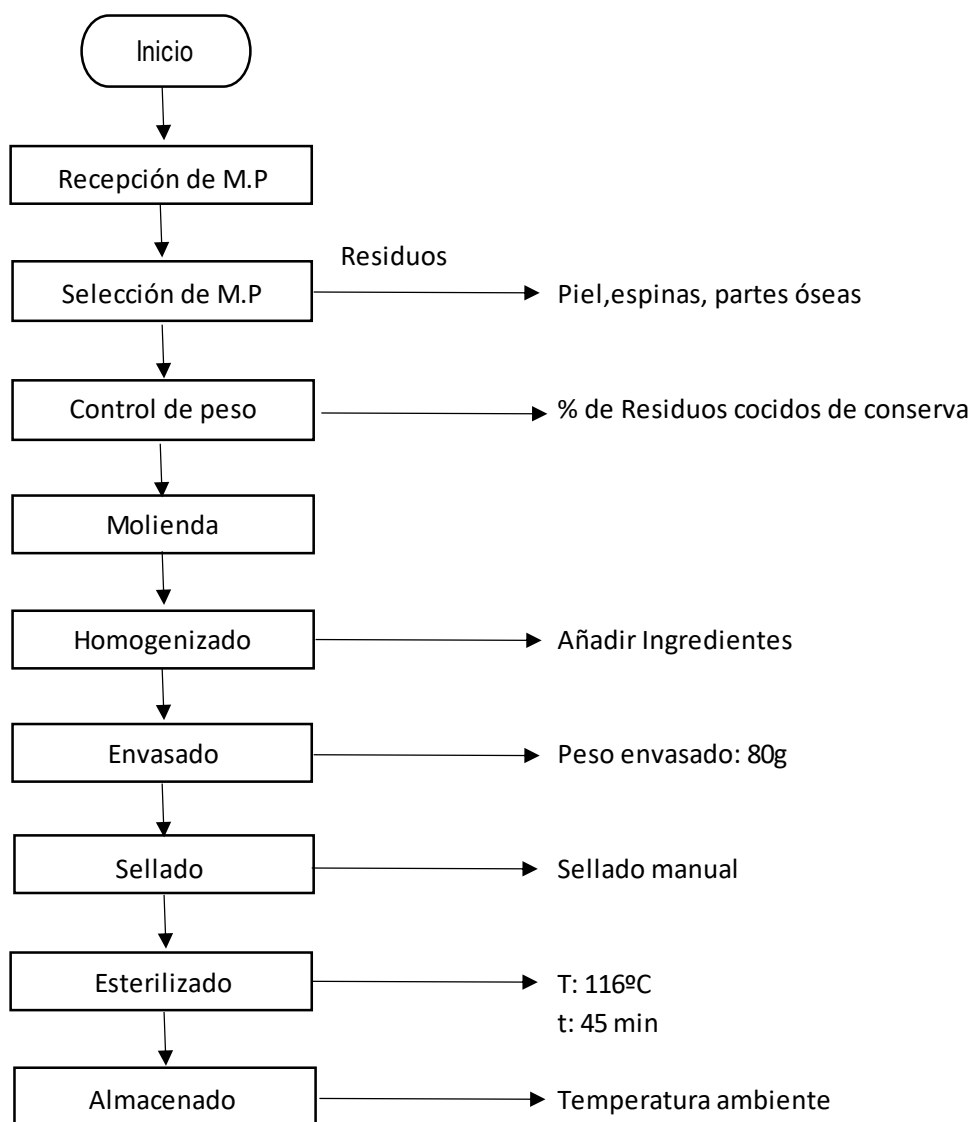 Inicio
Recepción de M.P
Residuos
Selección de M.P
Piel,espinas, partes óseas
Control de peso
% de Residuos cocidos de conserva
Molienda
Homogenizado
Añadir Ingredientes
Envasado
Peso envasado: 80g
Sellado
Sellado manual
Esterilizado
T: 116ºC
t: 45 min
Almacenado
Temperatura ambiente